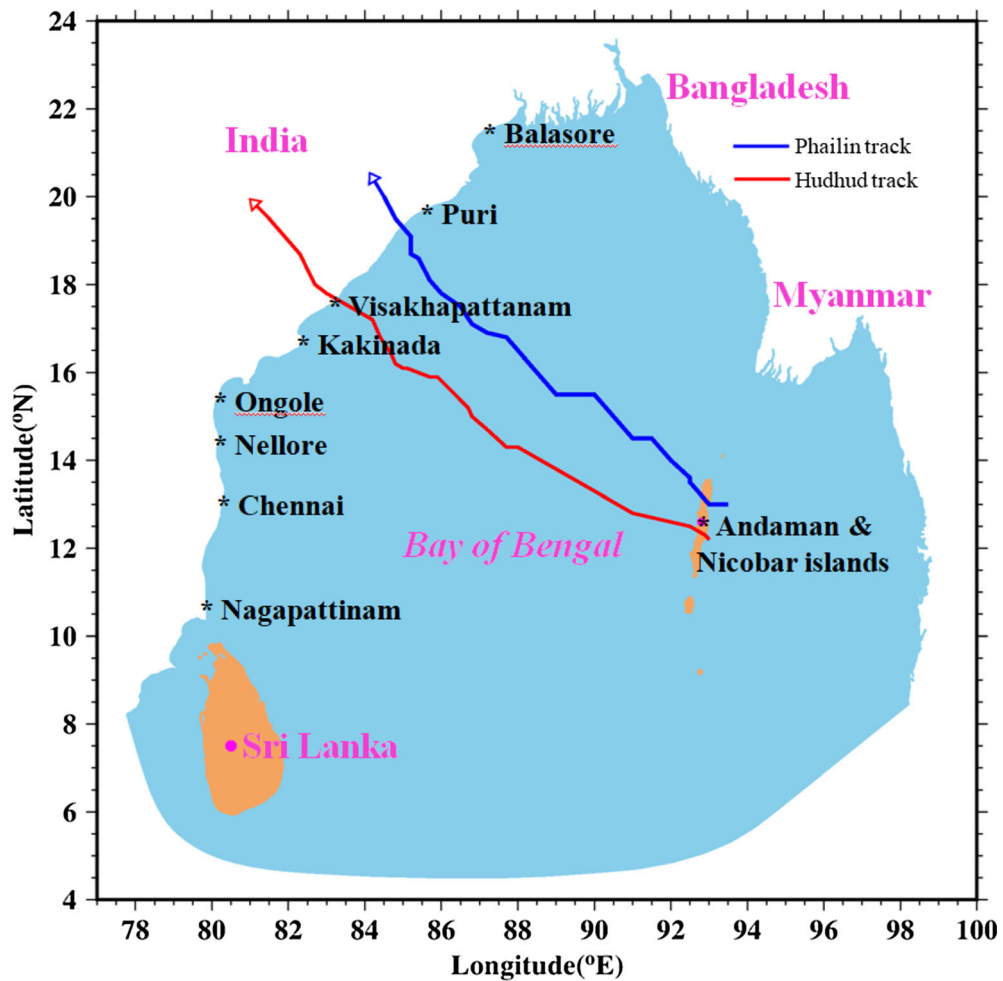 24
22
20
18
16
14
12
10
8
6
4
Latitude(ºN)
Bangladesh
India
* Balasore
Phailin track
Hudhud track
* Puri
Myanmar
* Visakhapattanam
* Kakinada
* Ongole
* Nellore
* Chennai
* Andaman &
Nicobar islands
Bay of Bengal
* Nagapattinam
Sri Lanka
78 80 82 84 86 88 90 92 94 96 98 100
Longitude(ºE)